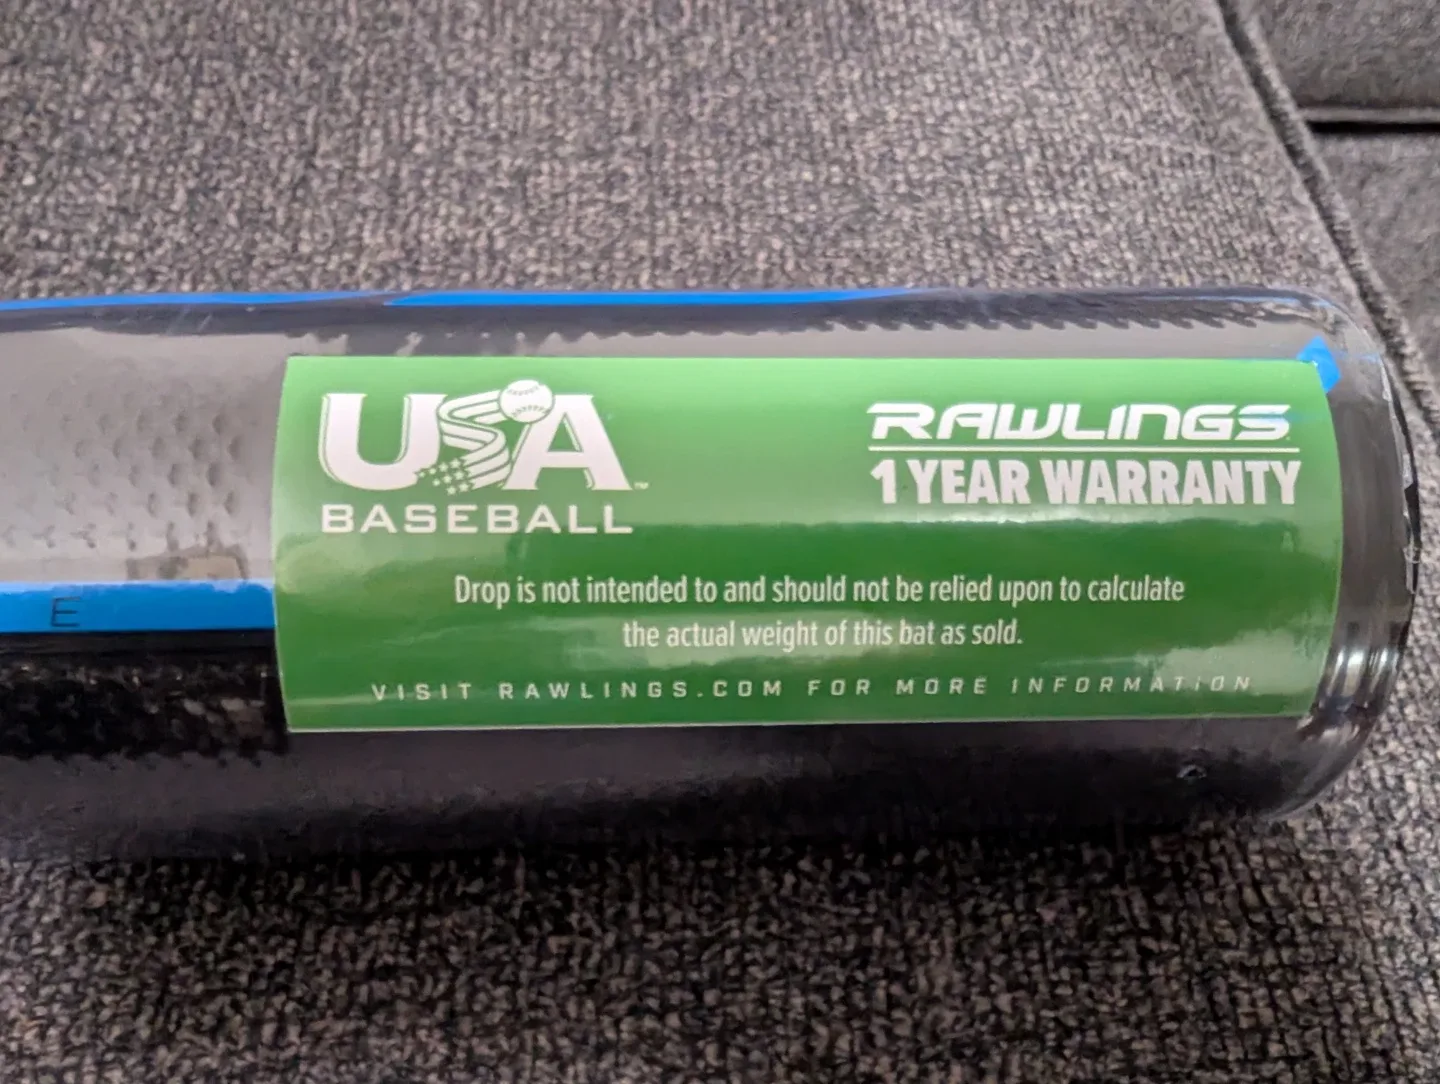 USA™
BASEBALL
RAWLINGS
1 YEAR WARRANTY
Drop is not intended to and should not be relied upon to calculate
the actual weight of this bat as sold.
VISIT RAWLINGS.COM FOR MORE INFORMATION
E